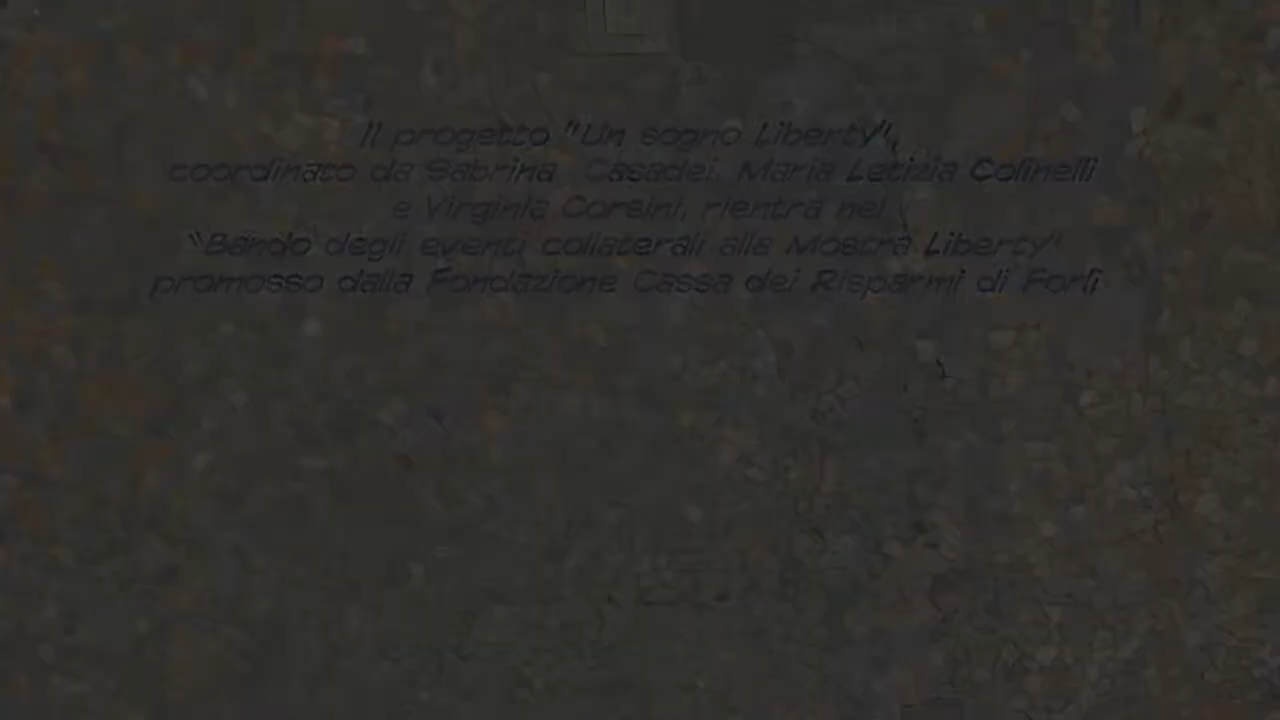 Il progetto "Un sogno Liberty",
coordinato da Sabrina Casadei, Maria Letizia Colinelli
e Virginia Corsini, rientra nel
"Bando degli eventi collaterali alla Mostra Liberty"
promosso dalla Fondazione Cassa dei Risparmi di Forlì